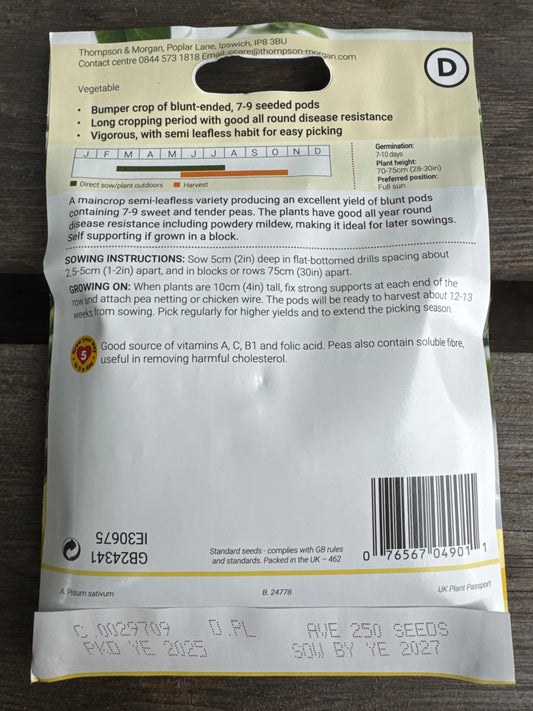 Thompson & Morgan, Poplar Lane, Ipswich, IP8 3BU
Contact centre 0844 573 1818 Email: ccare@thompson-morgan.com
D
Vegetable
• Bumper crop of blunt-ended, 7-9 seeded pods
• Long cropping period with good all round disease resistance
• Vigorous, with semi leafless habit for easy picking
J F M A M J J A S O N D
Direct sow/plant outdoors Harvest
Germination:
7-10 days
Plant height:
70-75cm (28-30in)
Preferred position:
Full sun
A maincrop semi-leafless variety producing an excellent yield of blunt pods
containing 7-9 sweet and tender peas. The plants have good all year round
disease resistance including powdery mildew, making it ideal for later sowings.
Self supporting if grown in a block.
SOWING INSTRUCTIONS: Sow 5cm (2in) deep in flat-bottomed drills spacing about
2.5-5cm (1-2in) apart, and in blocks or rows 75cm (30in) apart.
GROWING ON: When plants are 10cm (4in) tall, fix strong supports at each end of the
row and attach pea netting or chicken wire. The pods will be ready to harvest about 12-13
weeks from sowing. Pick regularly for higher yields and to extend the picking season.
5
Good source of vitamins A, C, B1 and folic acid. Peas also contain soluble fibre,
useful in removing harmful cholesterol.
GB24341
IE30675
Standard seeds - complies with GB rules
and standards. Packed in the UK – 462
0 76567 04901 1
A. Pisum sativum
B. 24778
UK Plant Passport
C.0029709 D.PL AVE 250 SEEDS
PKD YE 2025 SOW BY YE 2027